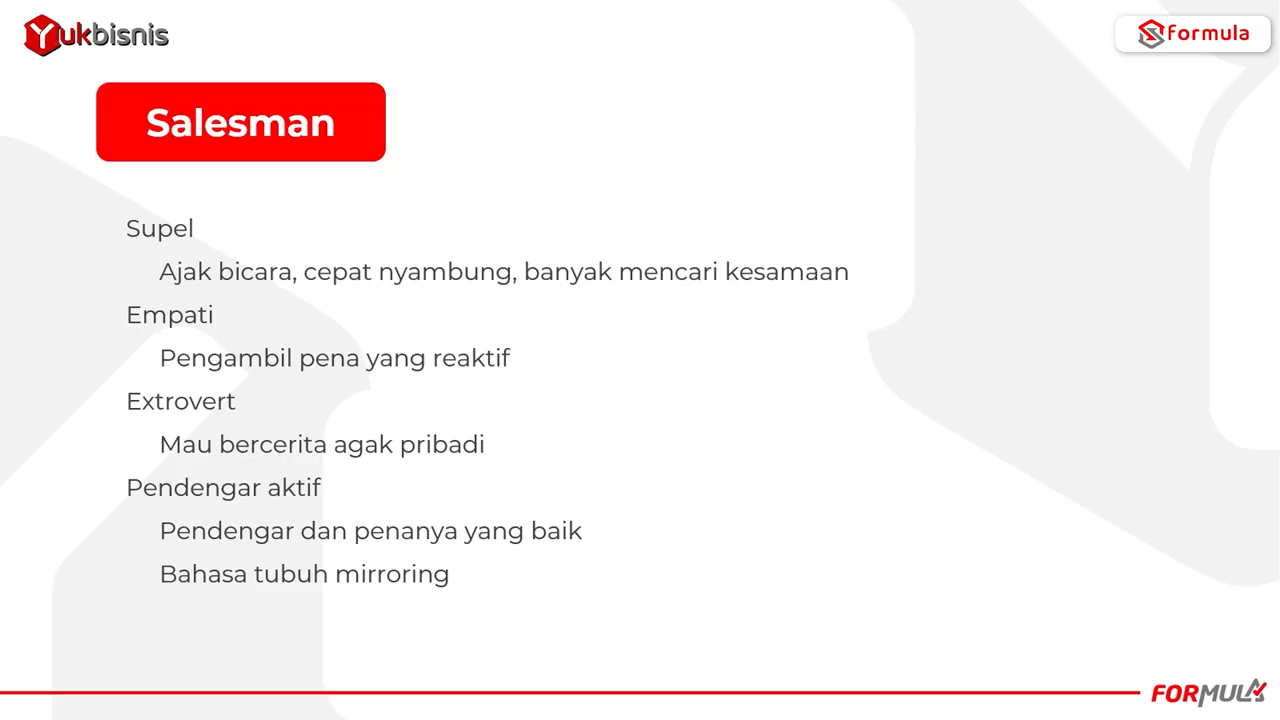 Yukbisnis
Sformula
Salesman
Supel
Ajak bicara, cepat nyambung, banyak mencari kesamaan
Empati
Pengambil pena yang reaktif
Extrovert
Mau bercerita agak pribadi
Pendengar aktif
Pendengar dan penanya yang baik
Bahasa tubuh mirroring
FORMULA